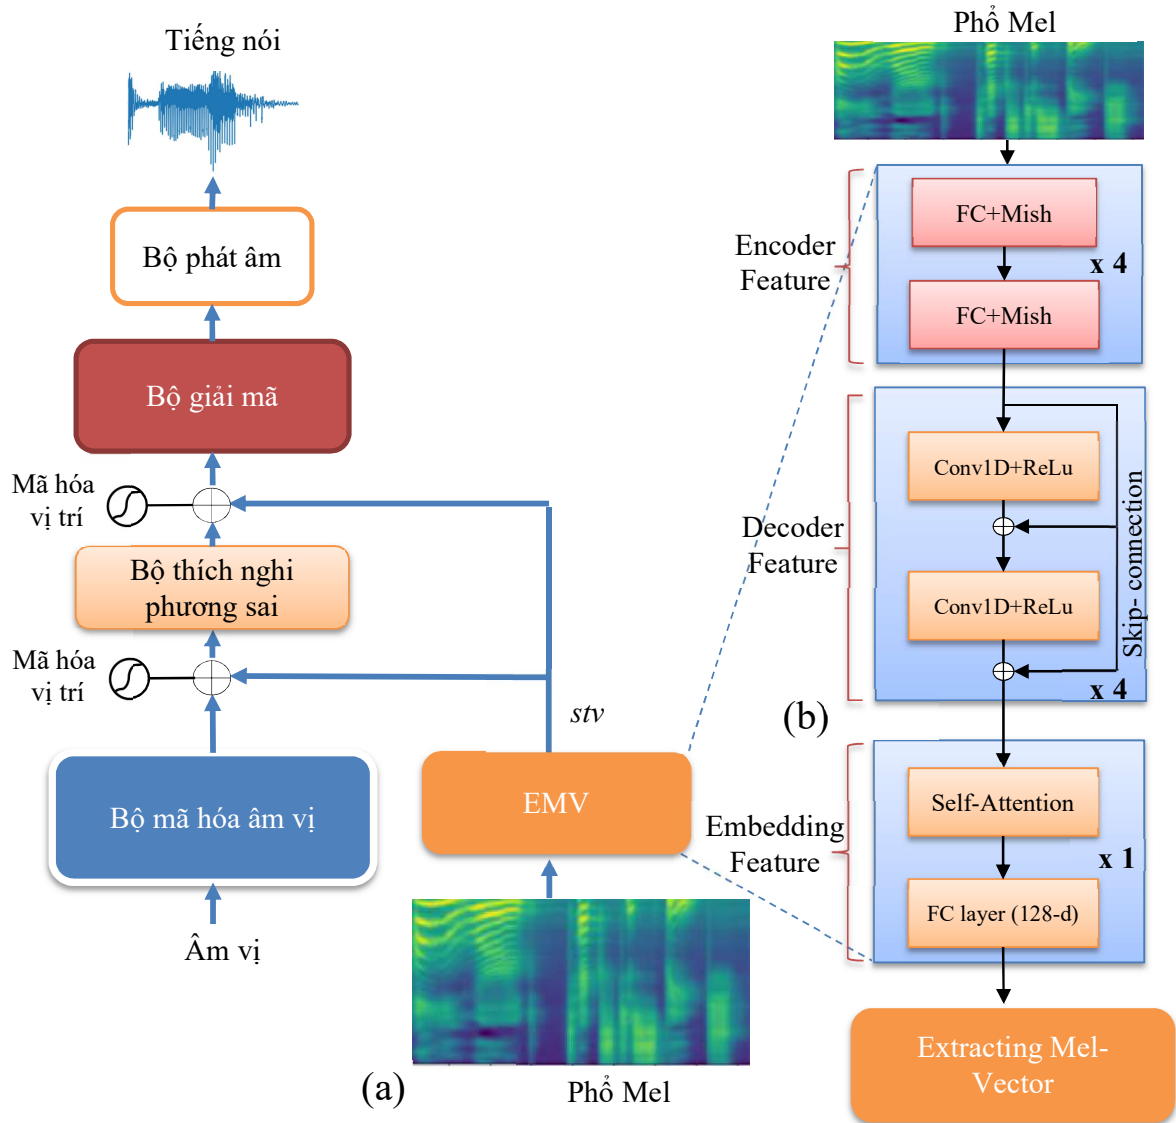 Tiếng nói
Bộ phát âm
Bộ giải mã
Mã hóa
vị trí
Bộ thích nghi
phương sai
Mã hóa
vị trí
stv
Bộ mã hóa âm vị
EMV
Âm vị
(a)
Phổ Mel
Phổ Mel
Encoder
Feature
FC+Mish
x 4
FC+Mish
Decoder
Feature
Conv1D+ReLu
Conv1D+ReLu
Skip- connection
x 4
(b)
Embedding
Feature
Self-Attention
x 1
FC layer (128-d)
Extracting Mel-
Vector